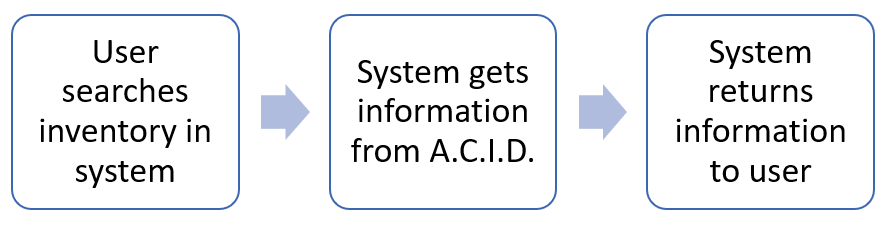 User
searches
inventory in
system
System gets
information
from A.C.I.D.
System
returns
information
to user